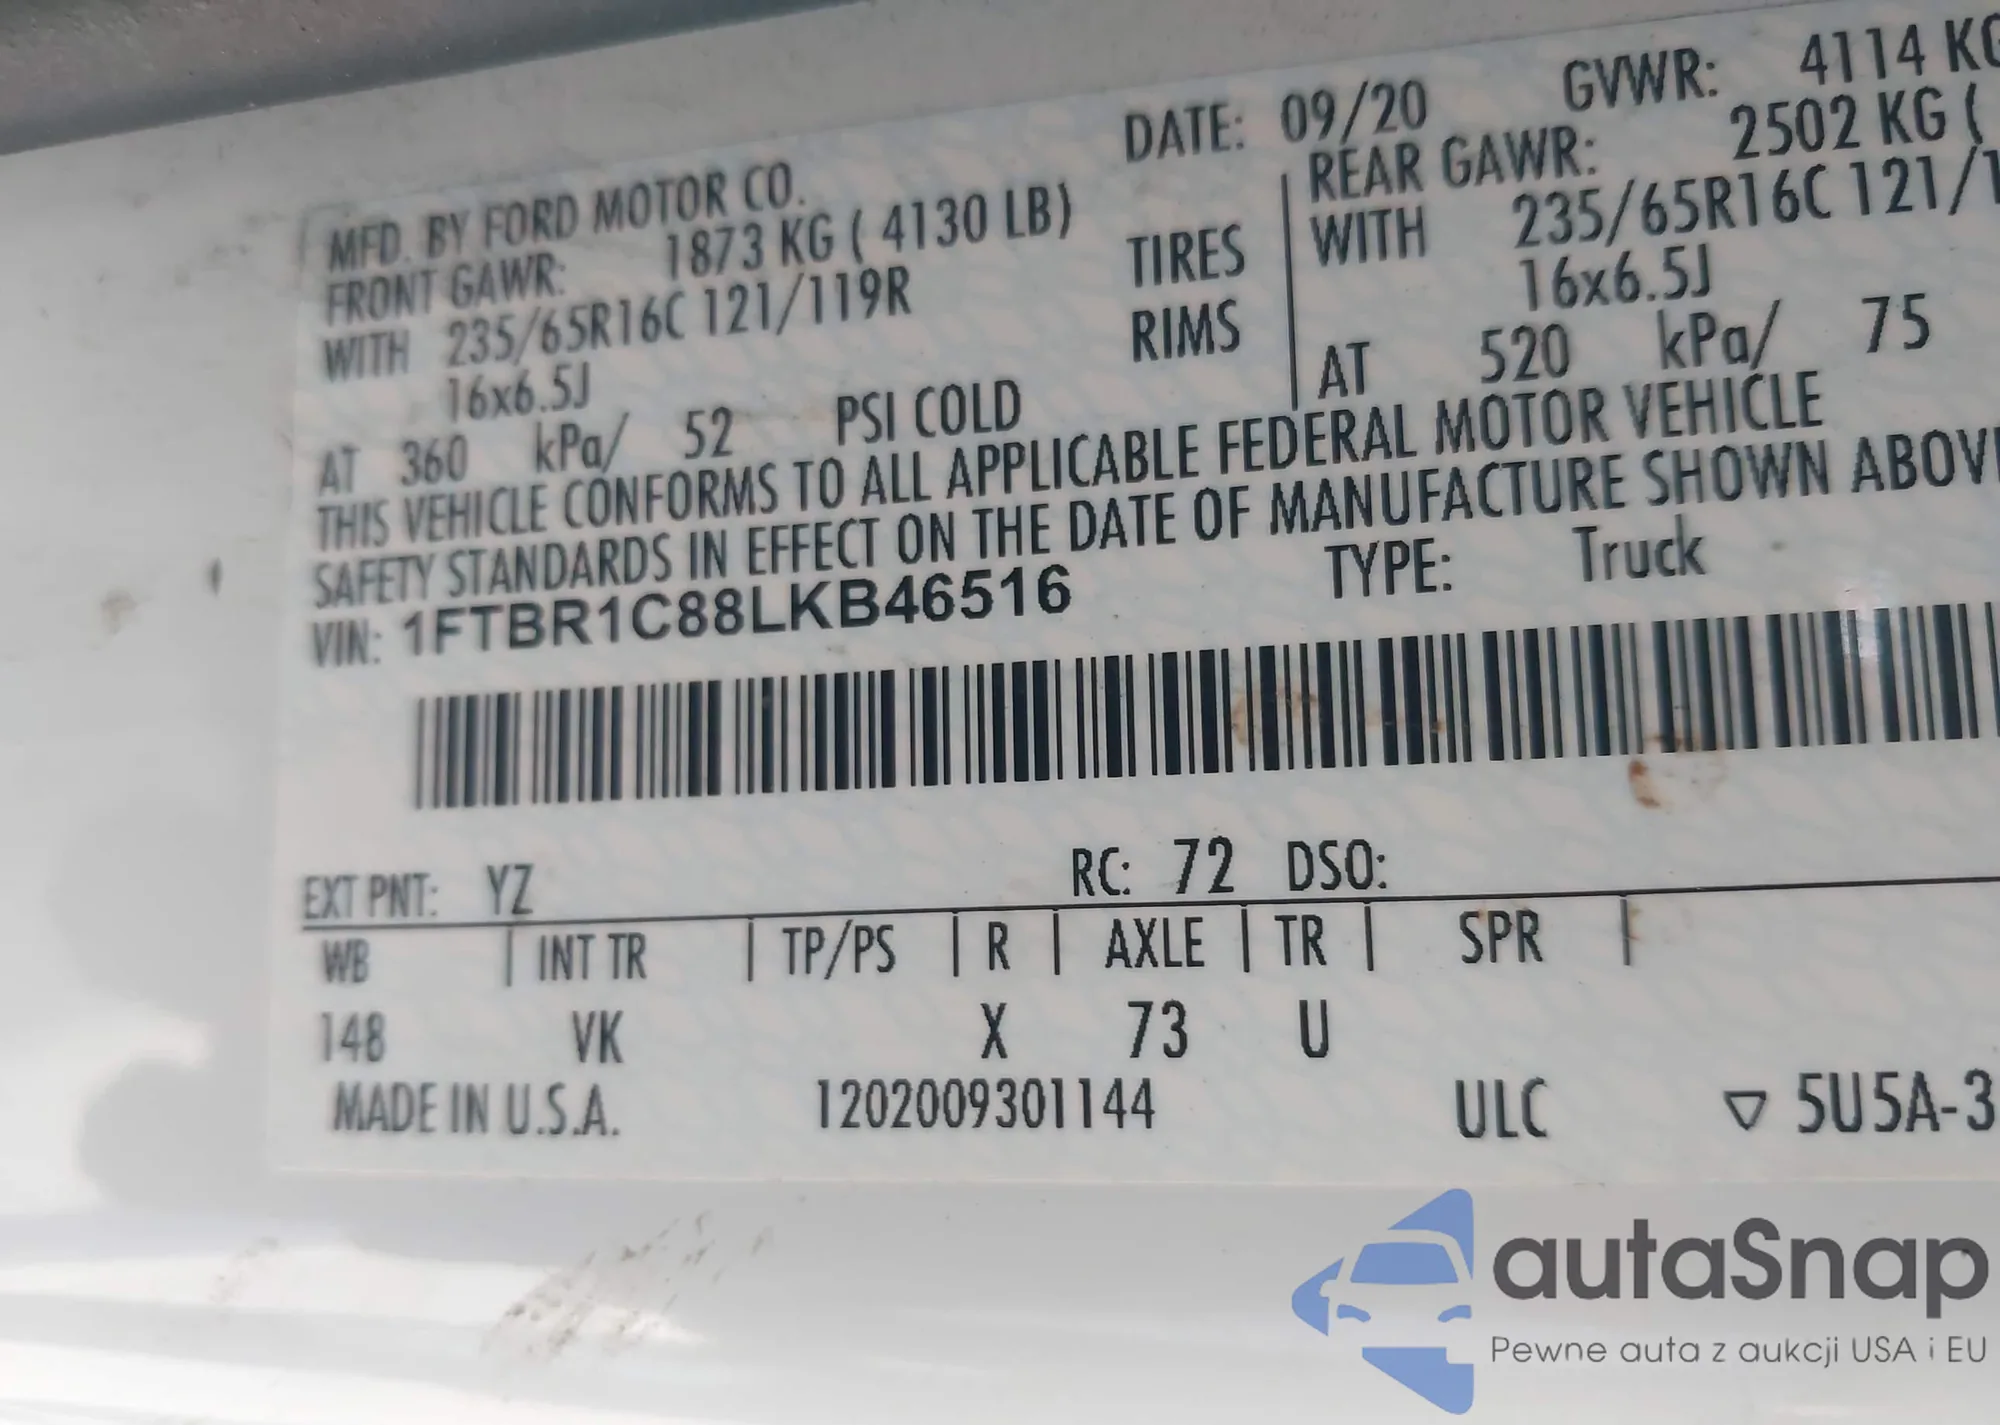 DATE: 09/20 GVWR: 4114 KG
MFD. BY FORD MOTOR CO.
FRONT GAWR: 1873 KG ( 4130 LB)
WITH 235/65R16C 121/119R TIRES
16x6.5J RIMS
AT 360 kPa/ 52 PSI COLD
REAR GAWR: 2502 KG (
WITH 235/65R16C 121/1
16x6.5J
AT 520 kPa/ 75
THIS VEHICLE CONFORMS TO ALL APPLICABLE FEDERAL MOTOR VEHICLE
SAFETY STANDARDS IN EFFECT ON THE DATE OF MANUFACTURE SHOWN ABOV
VIN: 1FTBR1C88LKB46516 TYPE: Truck
EXT PNT: YZ RC: 72 DSO:
WB | INT TR | TP/PS | R | AXLE | TR | SPR |
148 VK X 73 U
MADE IN U.S.A. 1202009301144 ULC ▽ 5U5A-3
autaSnap
Pewne auta z aukcji USA i EU